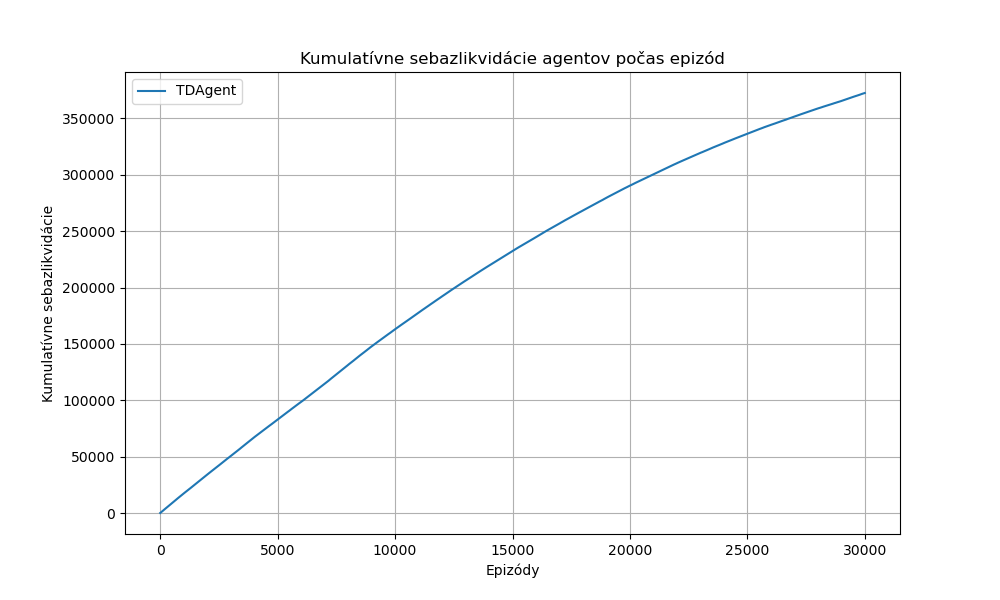 Kumulatívne sebazlikvidácie agentov počas epizód
TDAgent
Kumulatívne sebazlikvidácie
350000
300000
250000
200000
150000
100000
50000
0
0 5000 10000 15000 20000 25000 30000
Epizódy